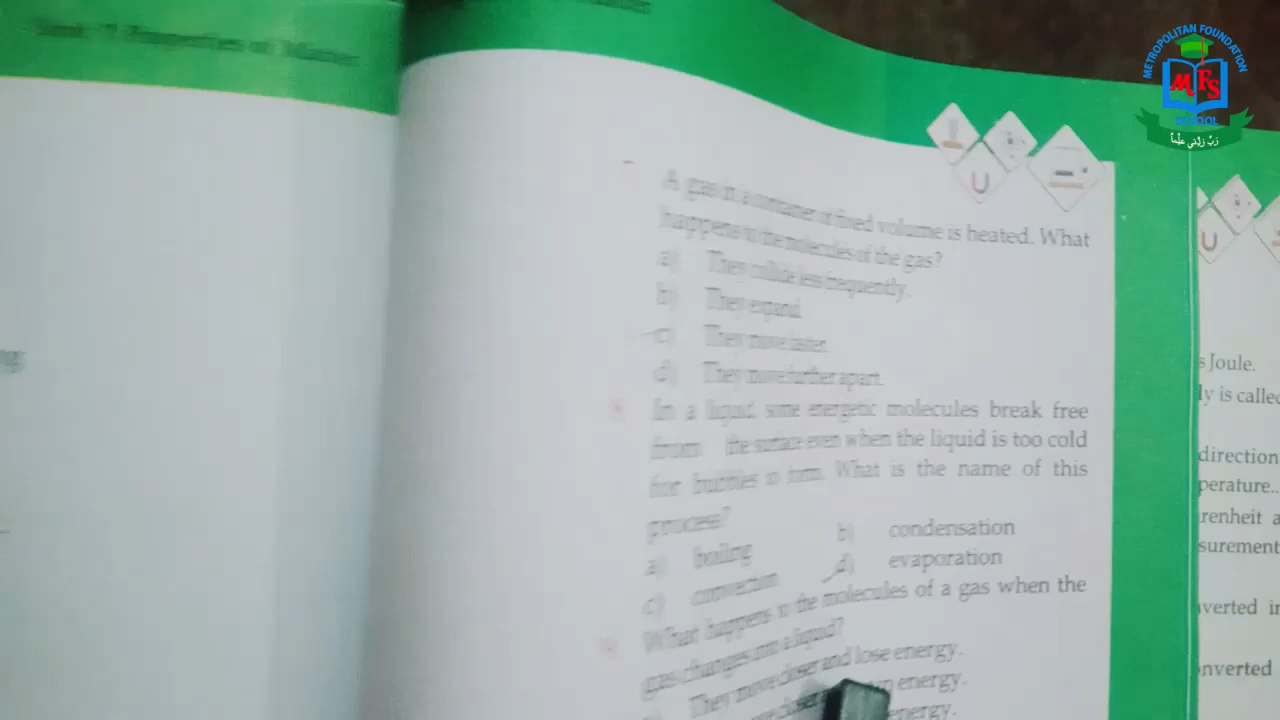 METROPOLITAN FOUNDATION
MFS
SCHOOL
رَبِّ زِدْنِي عِلْماً
A gas in a container of fixed volume is heated. What
happens to the molecules of the gas?
a) They collide less frequently.
b) They expand.
c) They move faster.
d) They move further apart.
8 In a liquid, some energetic molecules break free
from the surface even when the liquid is too cold
for bubbles to form. What is the name of this
process?
a) boiling b) condensation
c) convection d) evaporation
What happens to the molecules of a gas when the
gas changes into a liquid?
They move closer and lose energy.
closer energy.
energy.
s Joule.
ly is called
direction
perature..
renheit a
surement
verted in
nverted